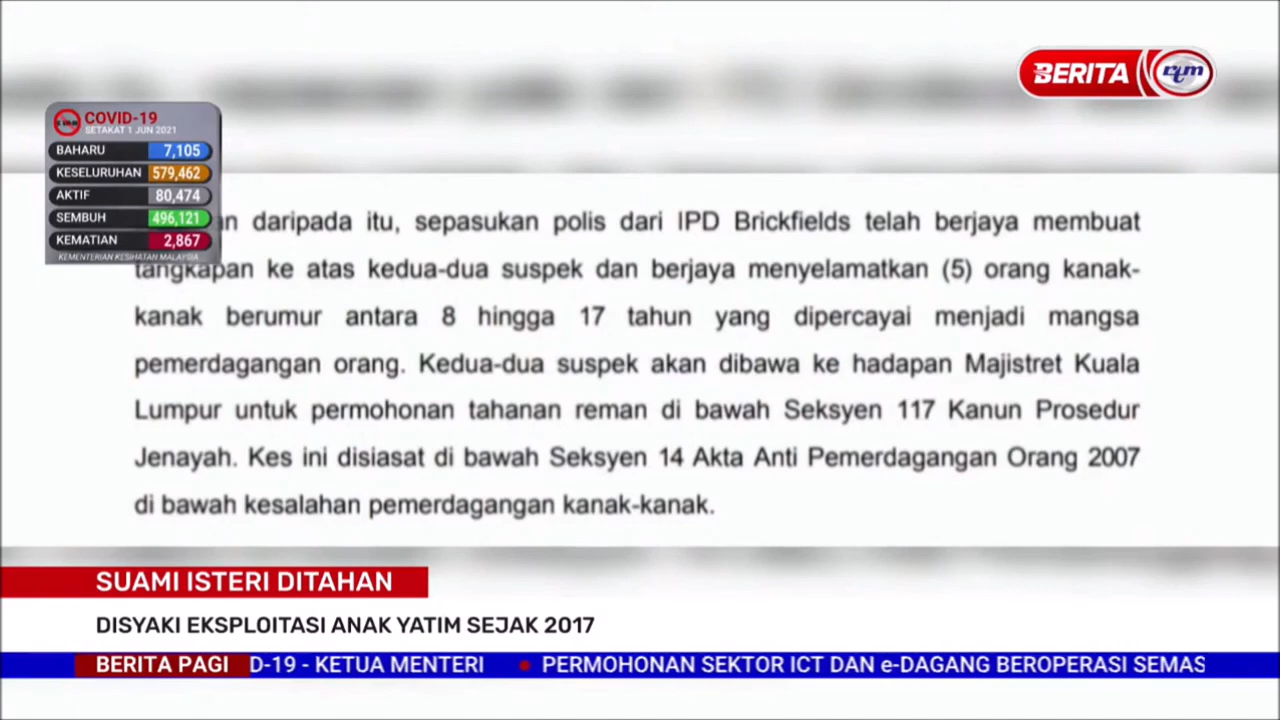 BERITA rtm
COVID-19
SETAKAT 1 JUN 2021
BAHARU 7,105
KESELURUHAN 579,462
AKTIF 80,474
SEMBUH 496,121
KEMATIAN 2,867
KEMENTERIAN KESIHATAN MALAYSIA
daripada itu, sepasukan polis dari IPD Brickfields telah berjaya membuat
tangkapan ke atas kedua-dua suspek dan berjaya menyelamatkan (5) orang kanak-
kanak berumur antara 8 hingga 17 tahun yang dipercayai menjadi mangsa
pemerdagangan orang. Kedua-dua suspek akan dibawa ke hadapan Majistret Kuala
Lumpur untuk permohonan tahanan reman di bawah Seksyen 117 Kanun Prosedur
Jenayah. Kes ini disiasat di bawah Seksyen 14 Akta Anti Pemerdagangan Orang 2007
di bawah kesalahan pemerdagangan kanak-kanak.
SUAMI ISTERI DITAHAN
DISYAKI EKSPLOITASI ANAK YATIM SEJAK 2017
BERITA PAGI D-19 - KETUA MENTERI • PERMOHONAN SEKTOR ICT DAN e-DAGANG BEROPERASI SEMAS